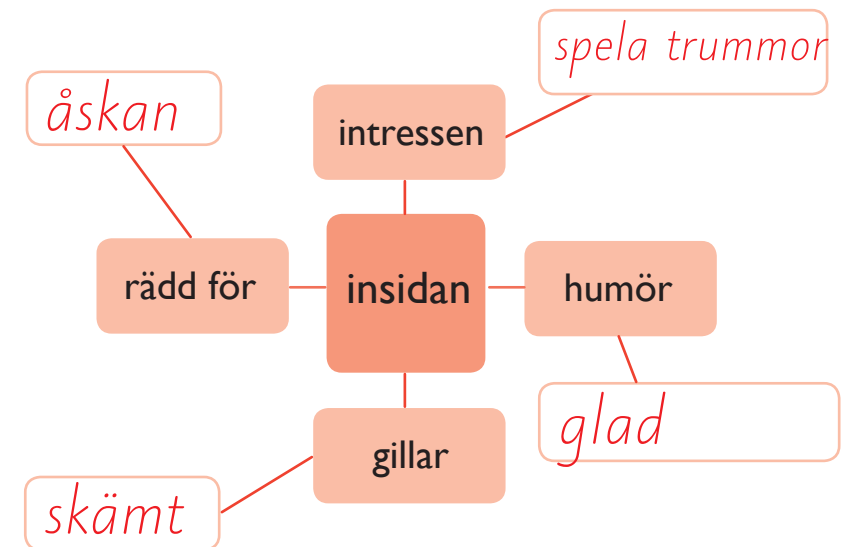 spela trummor
åskan
intressen
rädd för
insidan
humör
glad
gillar
skämt